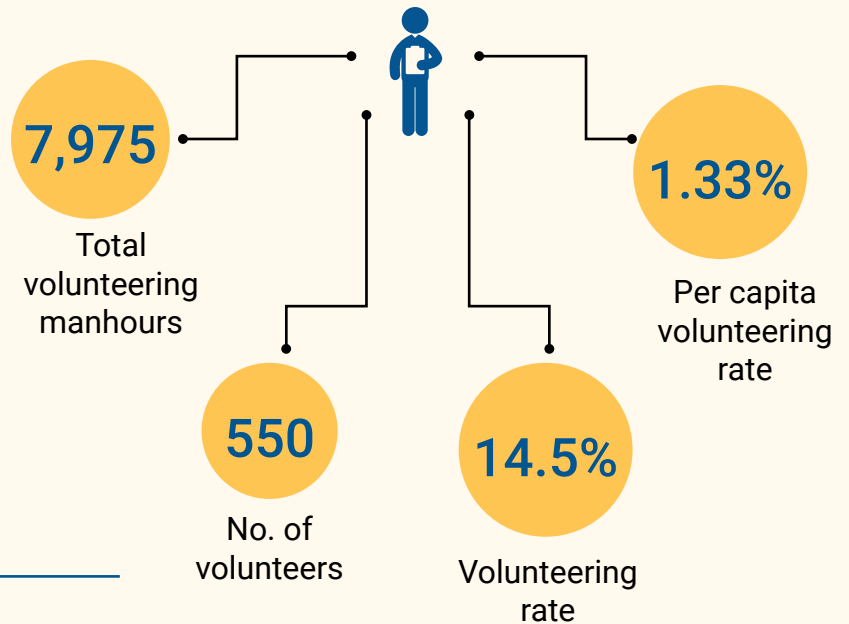 7,975
Total
volunteering
manhours
550
No. of
volunteers
14.5%
Volunteering
rate
1.33%
Per capita
volunteering
rate